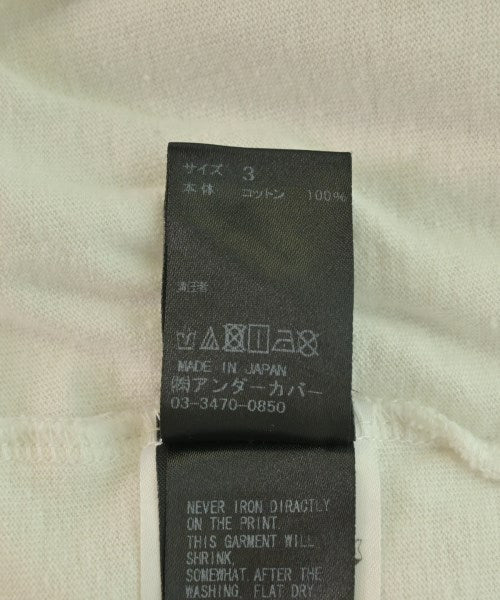 サイズ 3
本体 コットン 100%
MADE IN JAPAN
㈱アンダーカバー
03-3470-0850
NEVER IRON DIRACTLY
ON THE PRINT.
THIS GARMENT WILL
SHRINK,
SOMEWHAT AFTER THE
WASHING. FLAT DRY